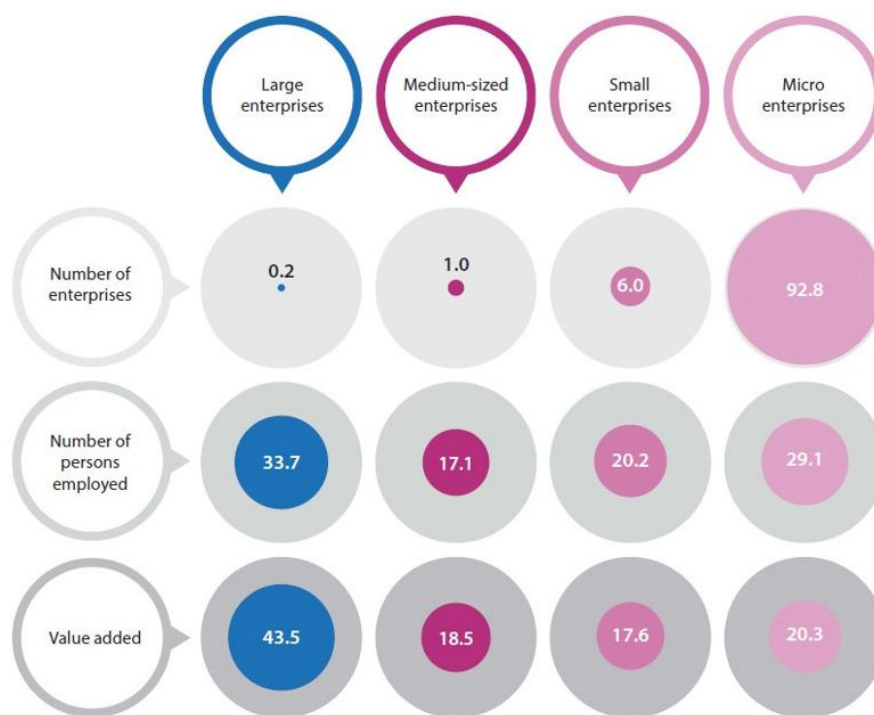 Large
enterprises
Medium-sized
enterprises
Small
enterprises
Micro
enterprises
Number of
enterprises
0.2
1.0
6.0
92.8
Number of
persons
employed
33.7
17.1
20.2
29.1
Value added
43.5
18.5
17.6
20.3